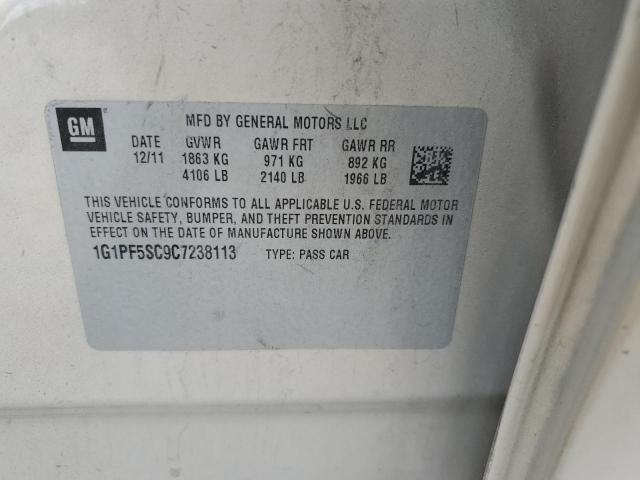 GM
MFD BY GENERAL MOTORS LLC
DATE GVWR GAWR FRT GAWR RR
12/11 1863 KG 971 KG 892 KG
4106 LB 2140 LB 1966 LB
THIS VEHICLE CONFORMS TO ALL APPLICABLE U.S. FEDERAL MOTOR
VEHICLE SAFETY, BUMPER, AND THEFT PREVENTION STANDARDS IN
EFFECT ON THE DATE OF MANUFACTURE SHOWN ABOVE.
1G1PF5SC9C7238113 TYPE: PASS CAR